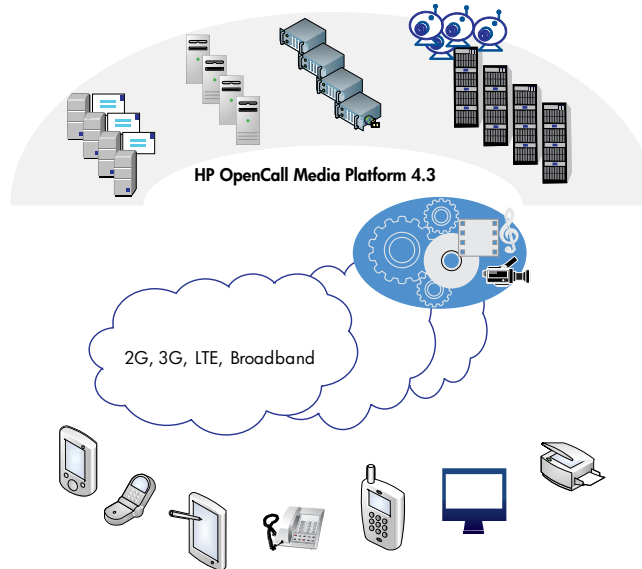 HP OpenCall Media Platform 4.3
2G, 3G, LTE, Broadband